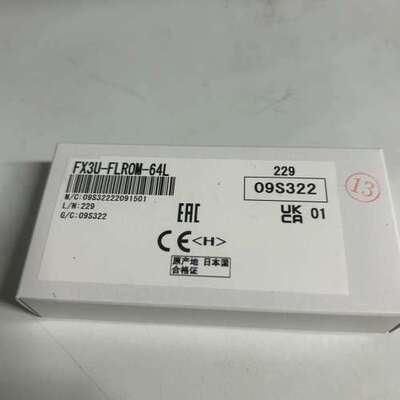 FX3U-FLROM-64L
M/C:09S32222091501
L/N:229
G/C:09S322
229
09S322
13
EAC
UK
CA 01
CE <H>
原产地 日本国
合格证